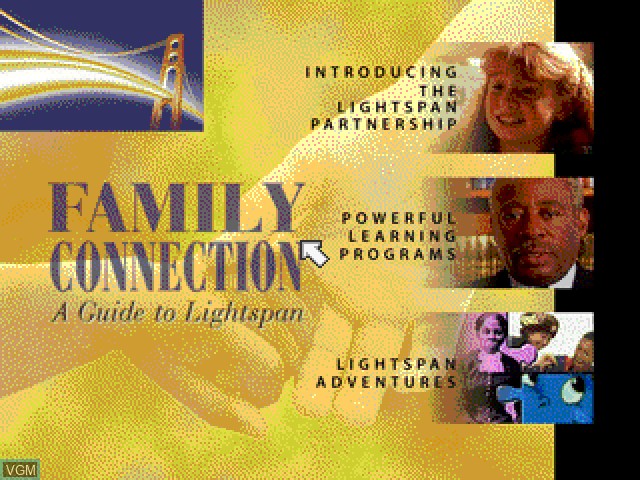 INTRODUCING
THE
LIGHTSPAN
PARTNERSHIP
FAMILY
CONNECTION
A Guide to Lightspan
POWERFUL
LEARNING
PROGRAMS
LIGHTSPAN
ADVENTURES
VGM